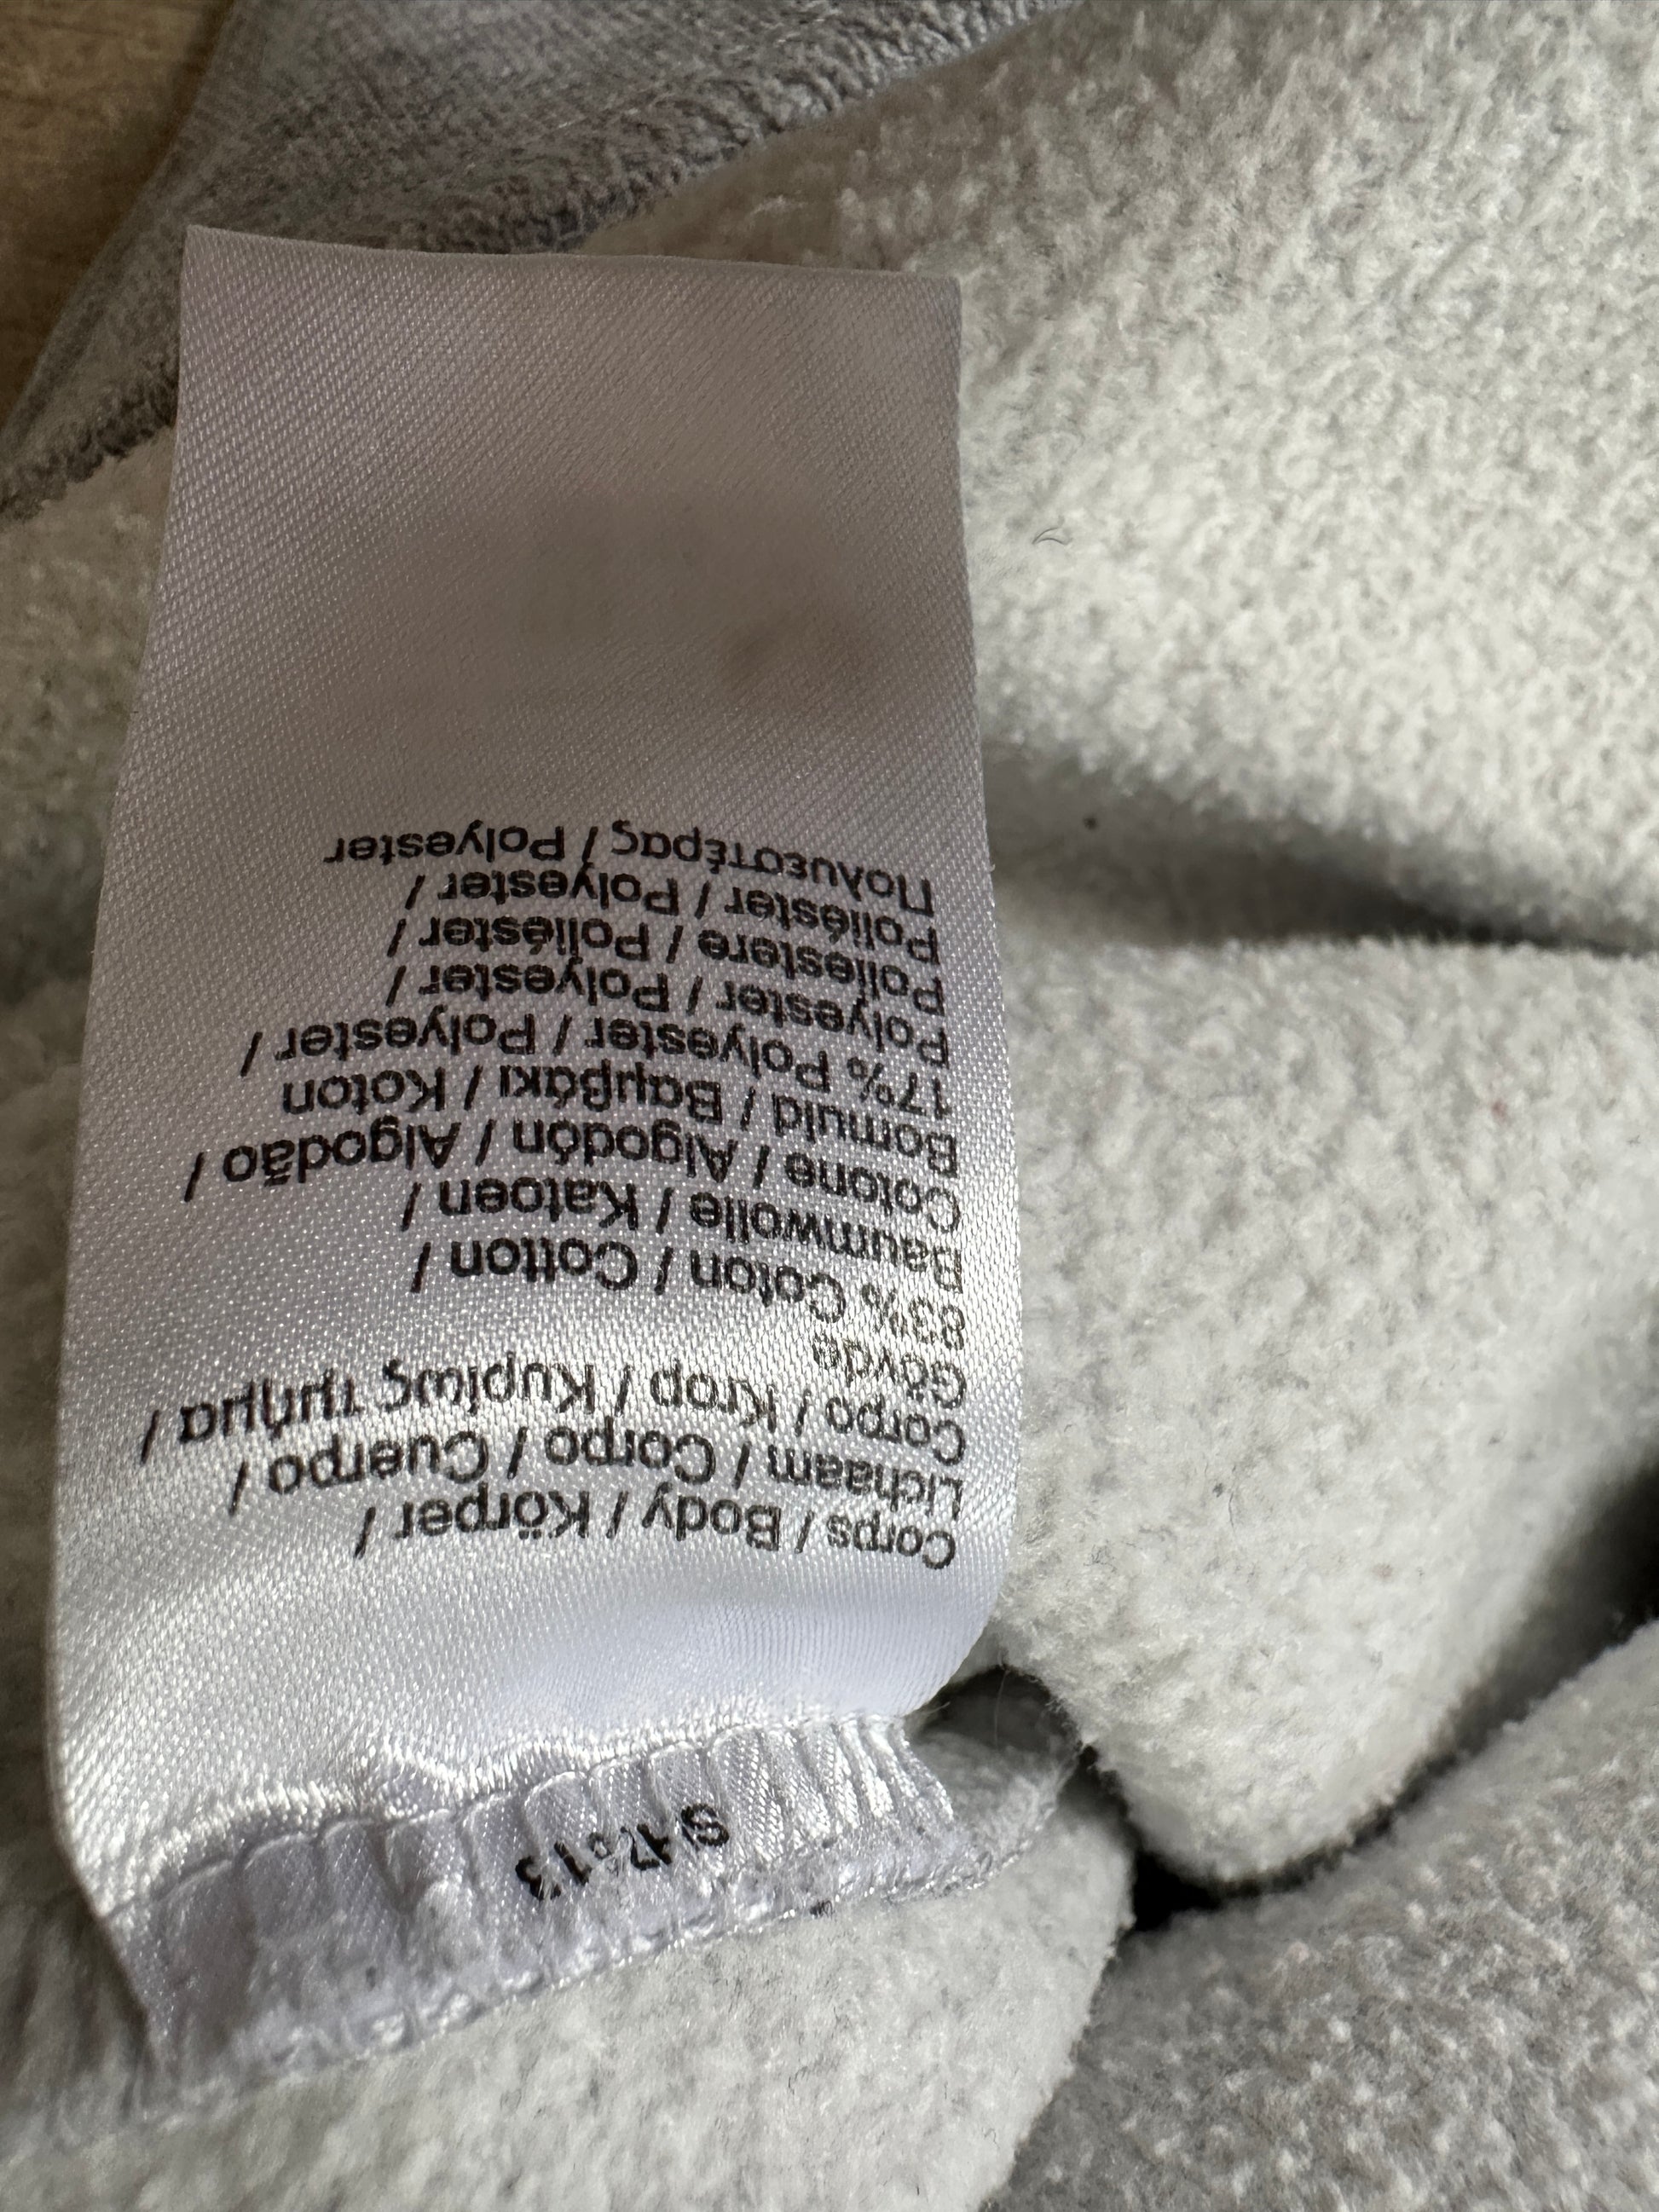 Corps / Body / Körper /
Lichaam / Corpo / Cuerpo /
Corpo / Krop / Κυρίως τμήμα /
Gövde
83% Coton / Cotton /
Baumwolle / Katoen /
Cotone / Algodón / Algodão /
Bomuld / Βαμβάκι / Koton
17% Polyester / Polyester /
Polyester / Polyester /
Poliestere / Poliéster /
Poliéster / Polyester /
Πολυεστέρας / Polyester